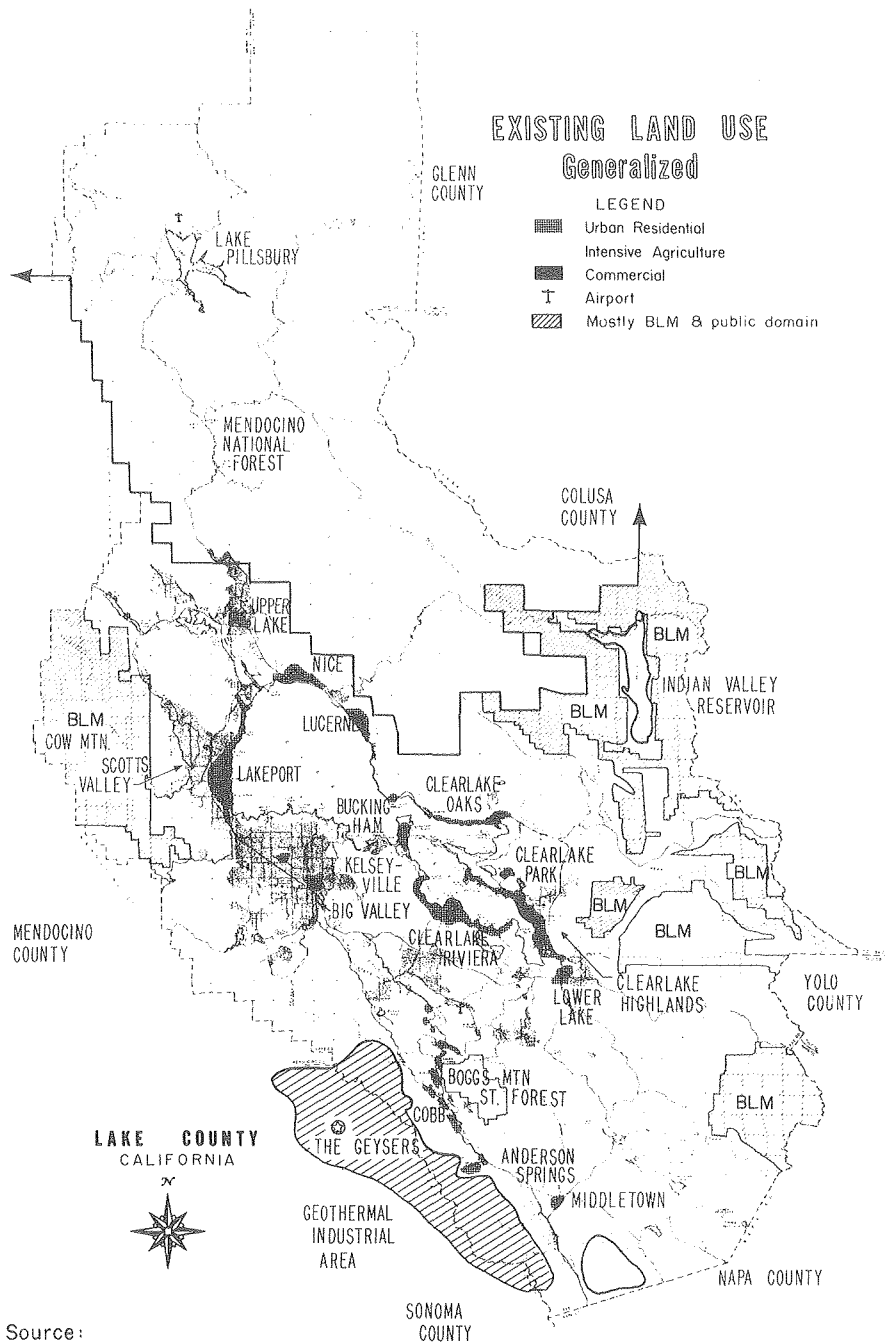 EXISTING LAND USE
Generalized
LEGEND
Urban Residential
Intensive Agriculture
Commercial
Airport
Mostly BLM & public domain
GLENN
COUNTY
LAKE
PILLSBURY
MENDOCINO
NATIONAL
FOREST
COLUSA
COUNTY
UPPER
LAKE
NICE
LUCERNE
BLM
INDIAN VALLEY
RESERVOIR
BLM
BLM
COW MTN.
SCOTTS
VALLEY
LAKEPORT
CLEARLAKE
OAKS
BUCKING-
HAM
KELSEY-
VILLE
BIG VALLEY
CLEARLAKE
PARK
BLM
BLM
BLM
CLEARLAKE
RIVIERA
MENDOCINO
COUNTY
LOWER
LAKE
CLEARLAKE
HIGHLANDS
YOLO
COUNTY
BOGGS MTN
ST. FOREST
COBB
BLM
THE GEYSERS
LAKE COUNTY
CALIFORNIA
N
ANDERSON
SPRINGS
MIDDLETOWN
GEOTHERMAL
INDUSTRIAL
AREA
NAPA COUNTY
SONOMA
COUNTY
Source: